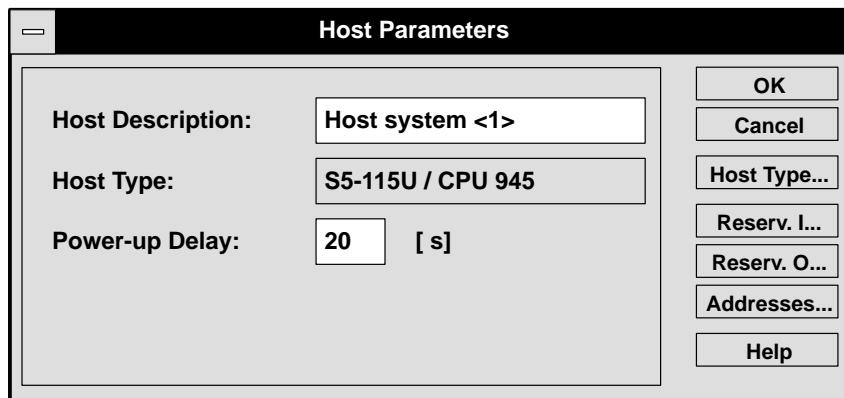 Host Parameters
Host Description: Host system <1>
Host Type: S5-115U / CPU 945
Power-up Delay: 20 [ s]
OK
Cancel
Host Type...
Reserv. I...
Reserv. O...
Addresses...
Help